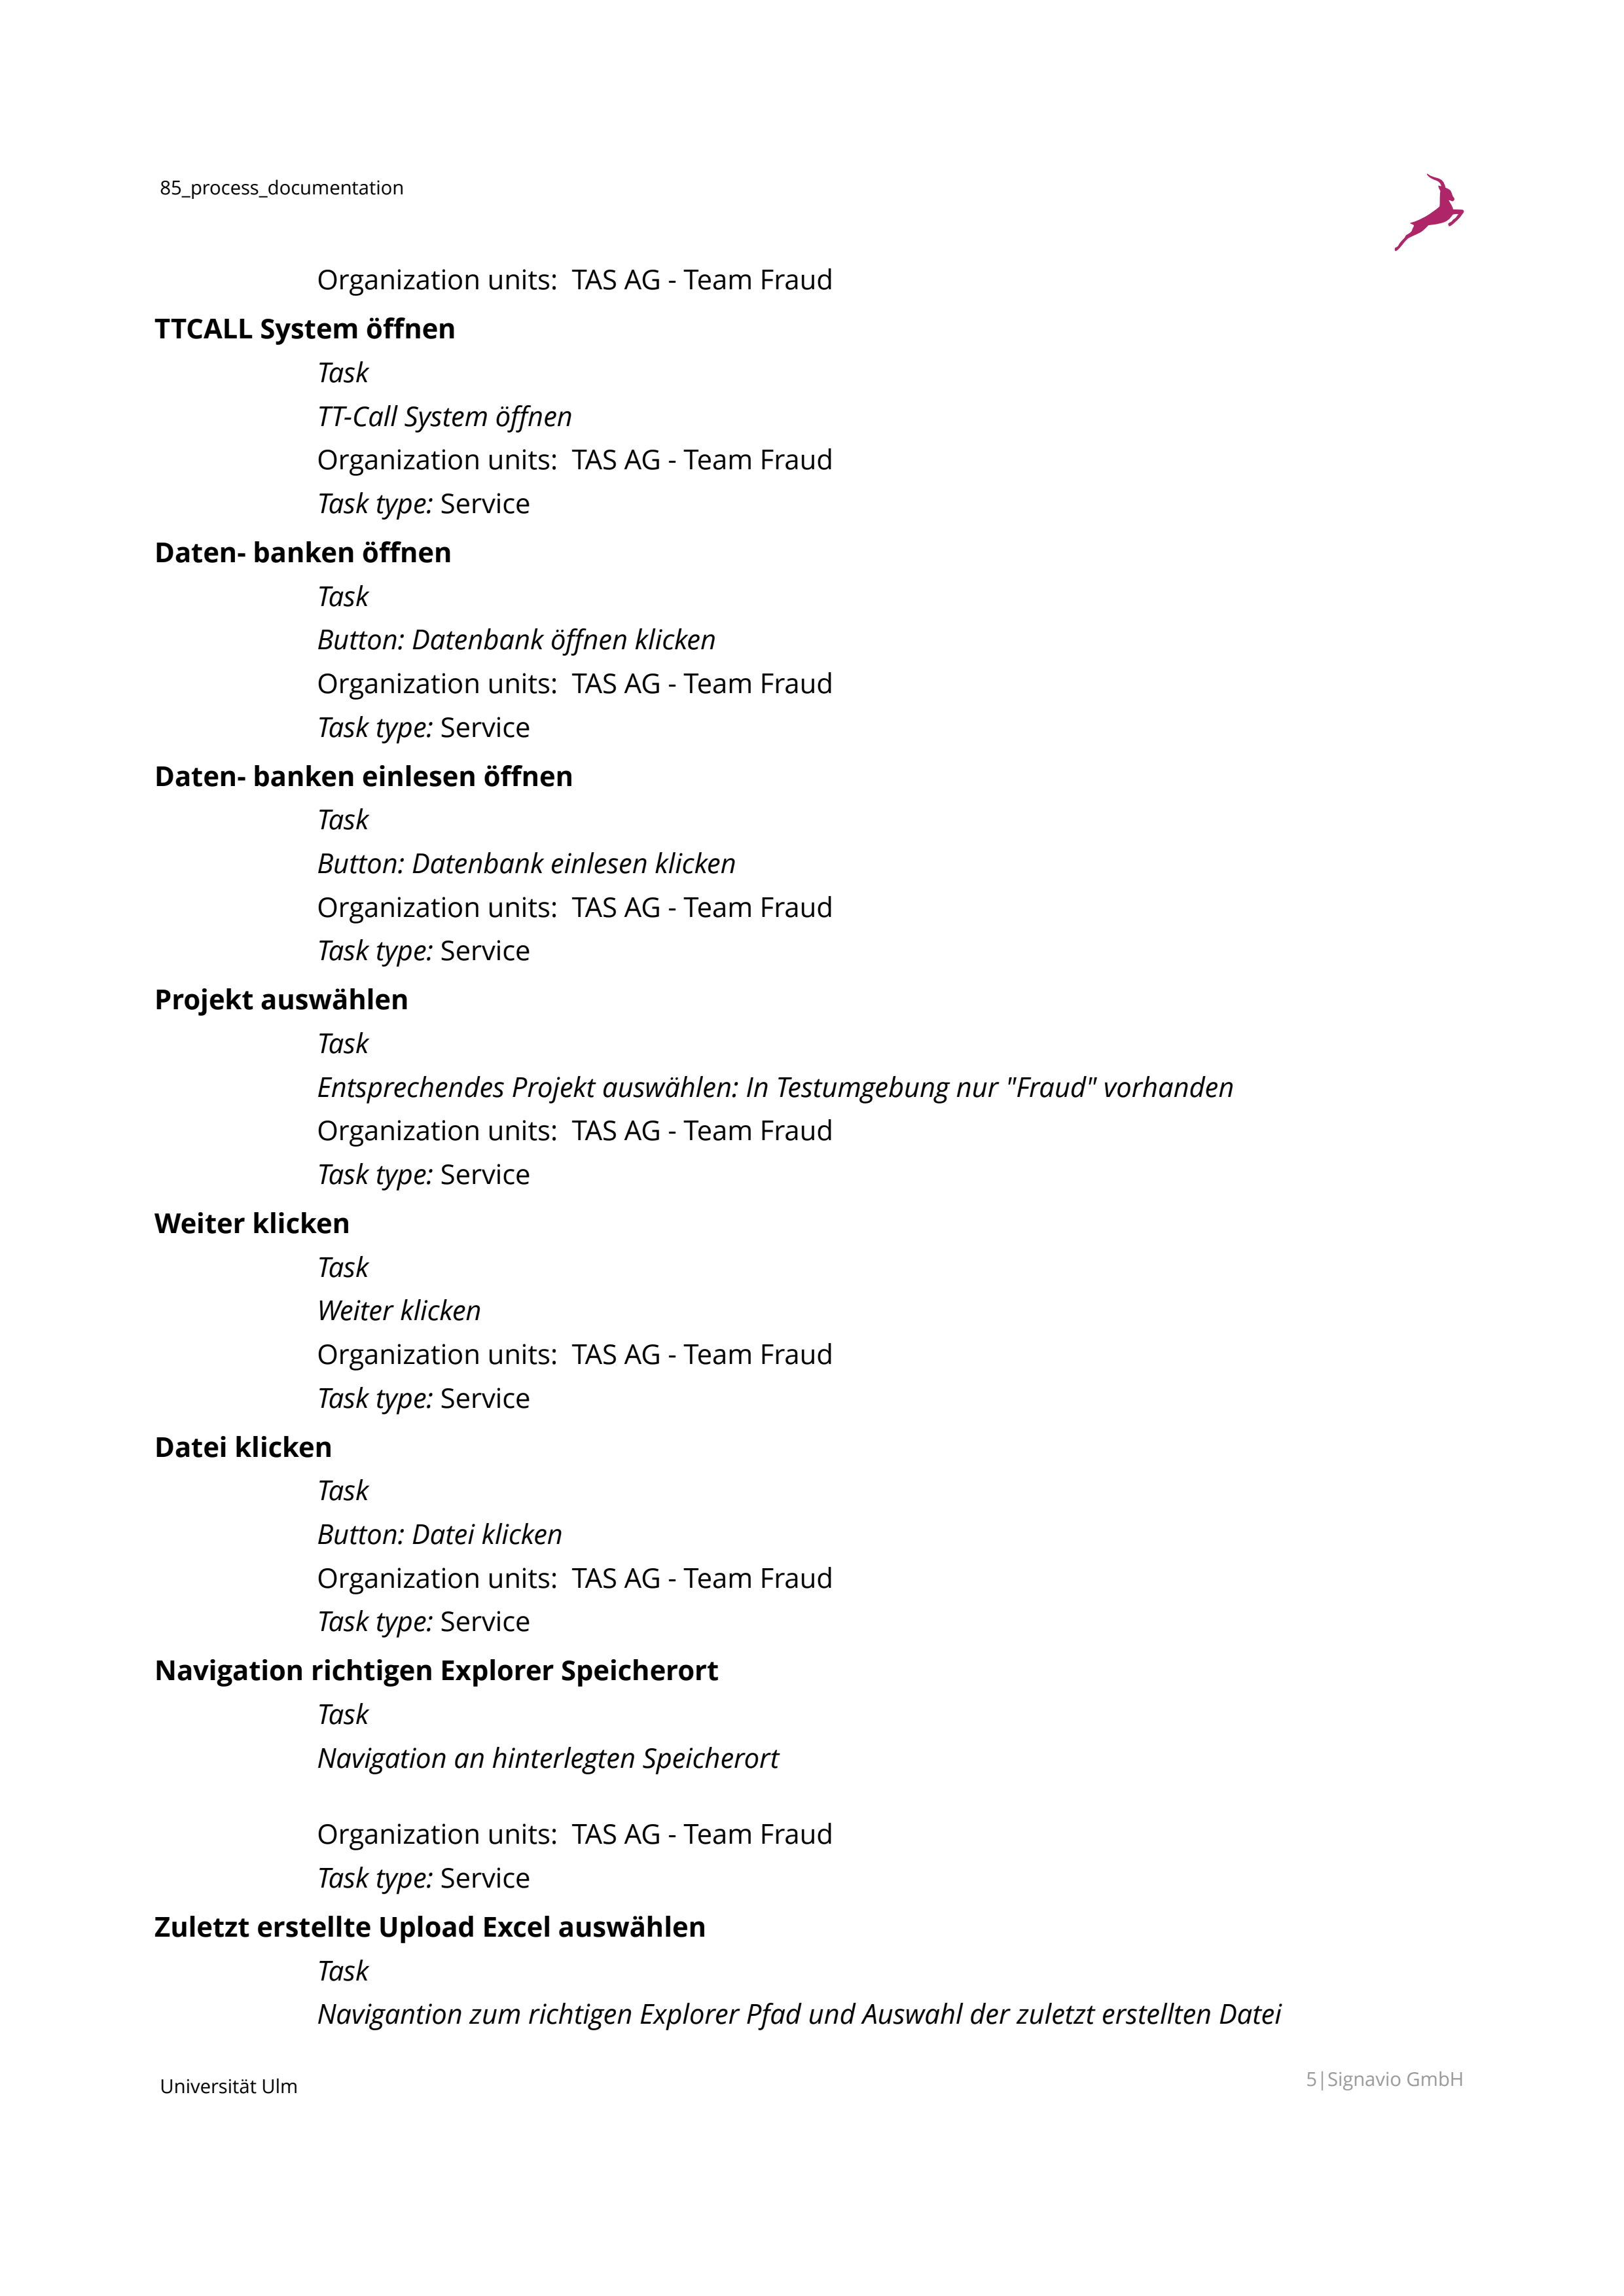 85_process_documentation
Organization units:  TAS AG - Team Fraud
TTCALL System öffnen
Task
TT-Call System öffnen
Organization units:  TAS AG - Team Fraud
Task type: Service
Daten- banken öffnen
Task
Button: Datenbank öffnen klicken
Organization units:  TAS AG - Team Fraud
Task type: Service
Daten- banken einlesen öffnen
Task
Button: Datenbank einlesen klicken
Organization units:  TAS AG - Team Fraud
Task type: Service
Projekt auswählen
Task
Entsprechendes Projekt auswählen: In Testumgebung nur "Fraud" vorhanden
Organization units:  TAS AG - Team Fraud
Task type: Service
Weiter klicken
Task
Weiter klicken
Organization units:  TAS AG - Team Fraud
Task type: Service
Datei klicken
Task
Button: Datei klicken
Organization units:  TAS AG - Team Fraud
Task type: Service
Navigation richtigen Explorer Speicherort
Task
Navigation an hinterlegten Speicherort
Organization units:  TAS AG - Team Fraud
Task type: Service
Zuletzt erstellte Upload Excel auswählen
Task
Navigantion zum richtigen Explorer Pfad und Auswahl der zuletzt erstellten Datei
Universität Ulm
5|Signavio GmbH